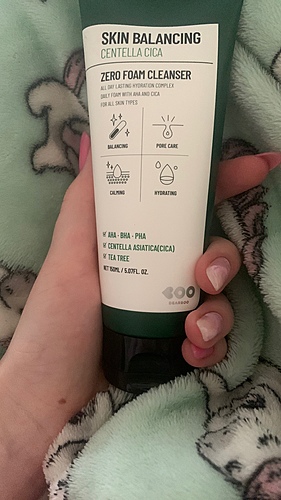 SKIN BALANCING
CENTELLA CICA
ZERO FOAM CLEANSER
ALL DAY LASTING HYDRATION COMPLEX
DAILY FOAM WITH AHA AND CICA
FOR ALL SKIN TYPES
BALANCING
PORE CARE
CALMING
HYDRATING
AHA · BHA · PHA
CENTELLA ASIATICA(CICA)
TEA TREE
NET 150ML / 5.07FL. OZ.